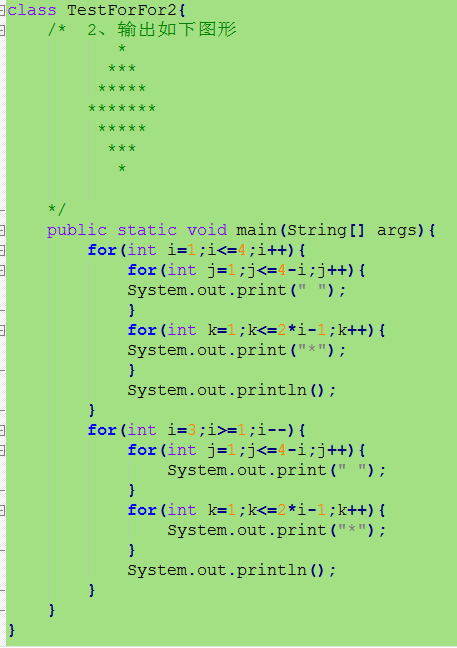 class TestForFor2{
    /*  2、输出如下图形
           *
          ***
         *****
        *******
         *****
          ***
           *

    */
    public static void main(String[] args){
        for(int i=1;i<=4;i++){
            for(int j=1;j<=4-i;j++){
            System.out.print(" ");
            }
            for(int k=1;k<=2*i-1;k++){
            System.out.print("*");
            }
            System.out.println();
        }
        for(int i=3;i>=1;i--){
            for(int j=1;j<=4-i;j++){
                System.out.print(" ");
            }
            for(int k=1;k<=2*i-1;k++){
                System.out.print("*");
            }
            System.out.println();
        }
    }
}